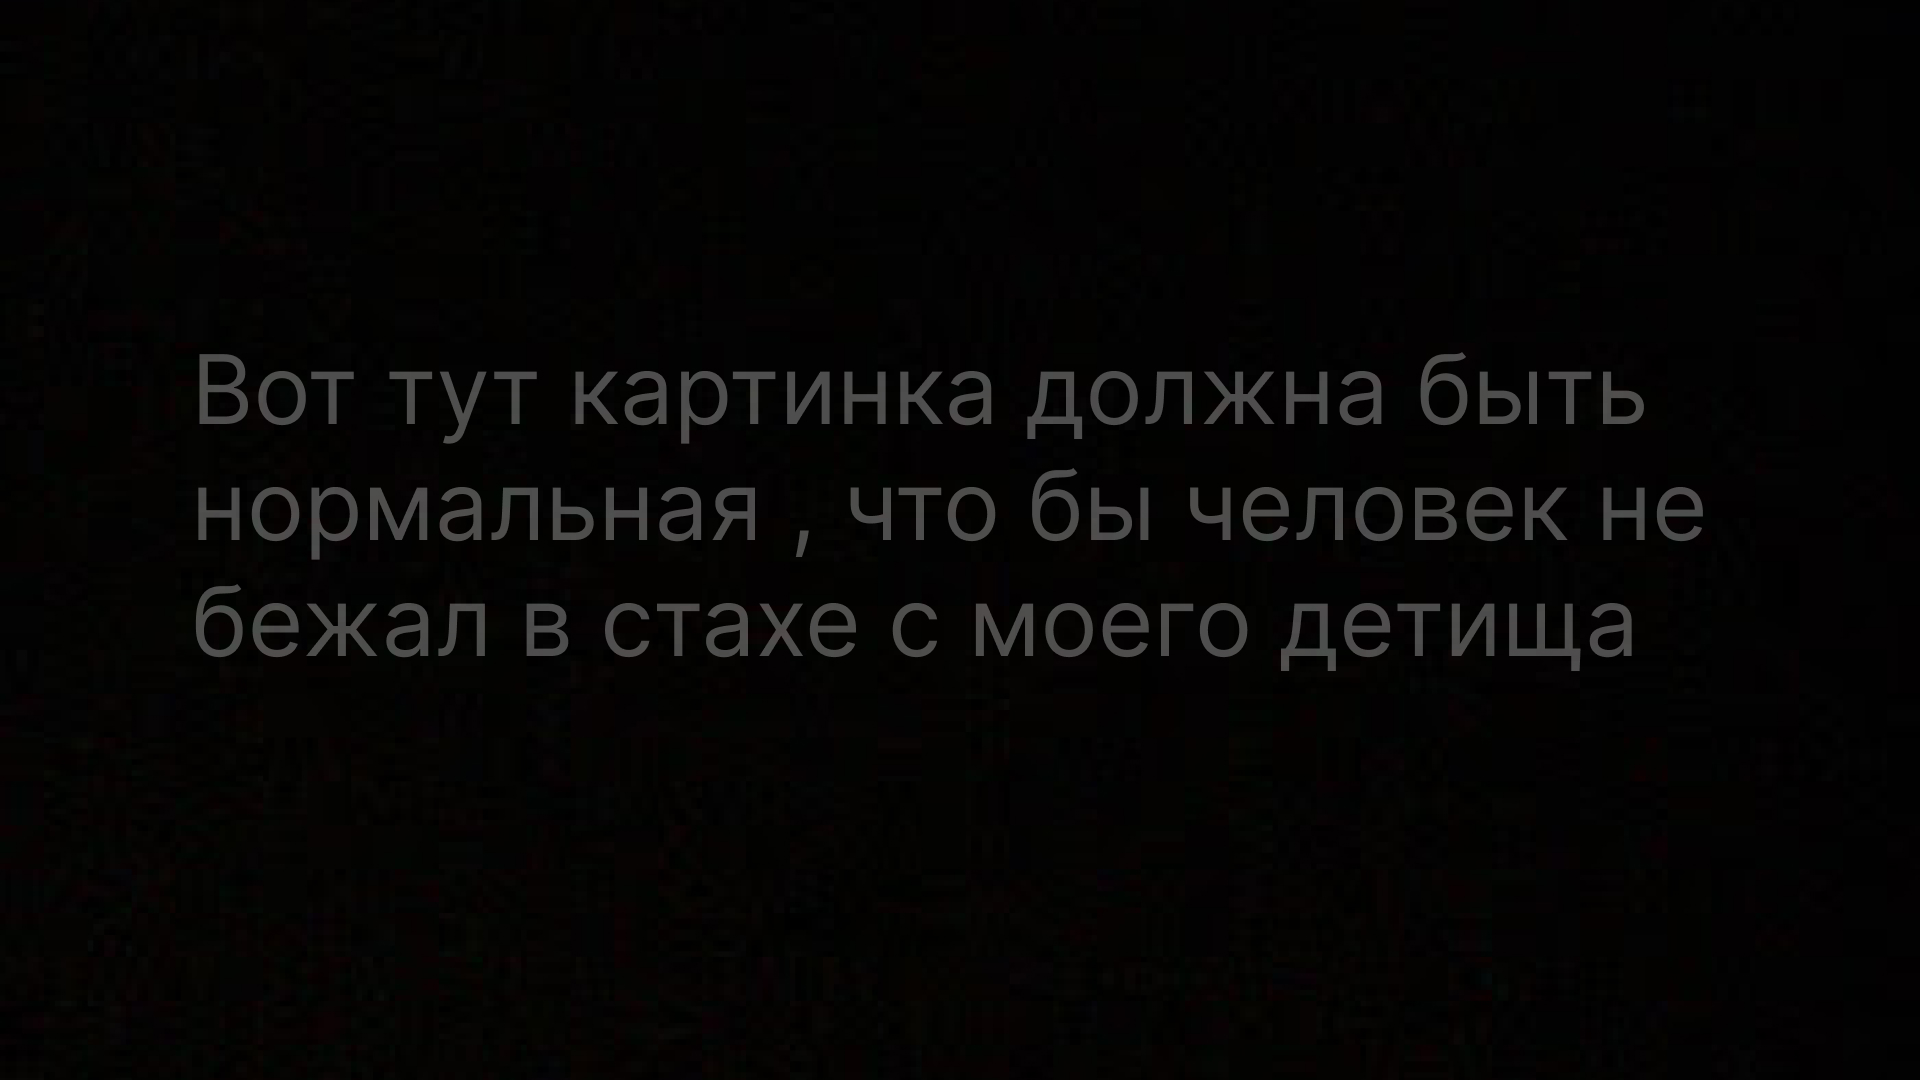 Вот тут картинка должна быть
нормальная , что бы человек не
бежал в стахе с моего детища